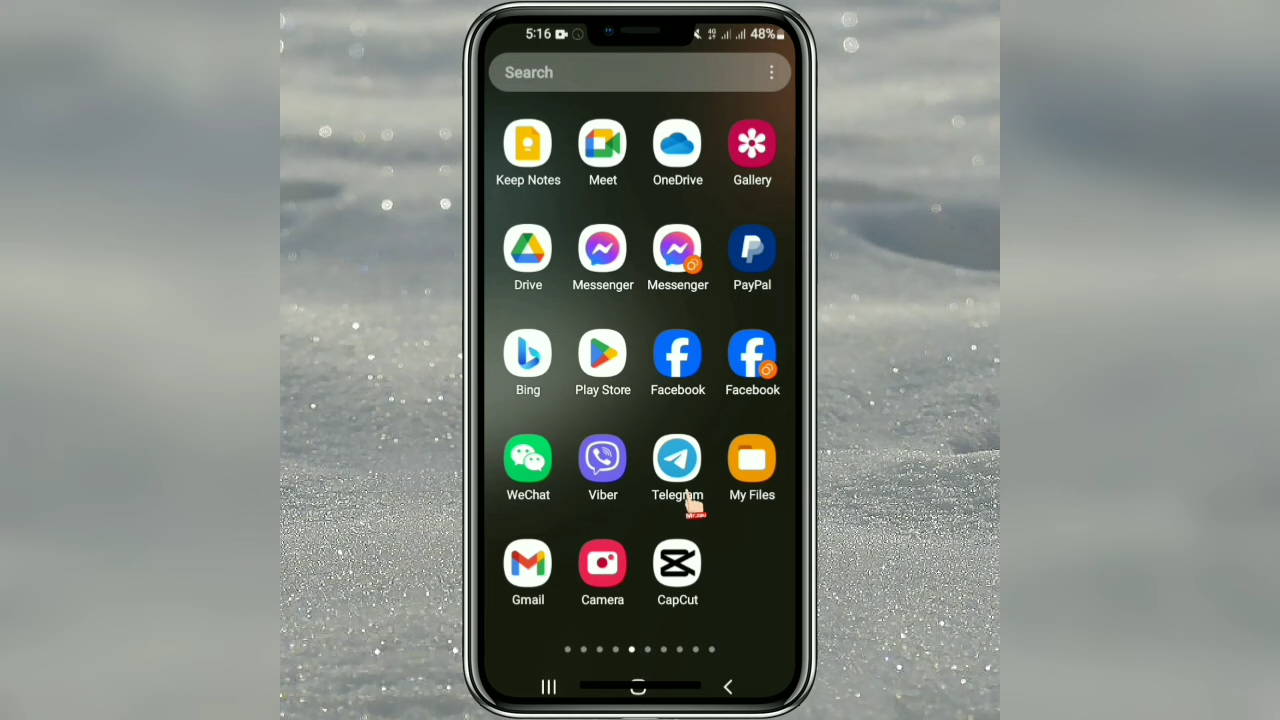 5:16 48%
Search
Keep Notes Meet OneDrive Gallery
Drive Messenger Messenger PayPal
Bing Play Store Facebook Facebook
WeChat Viber Telegram My Files
Gmail Camera CapCut